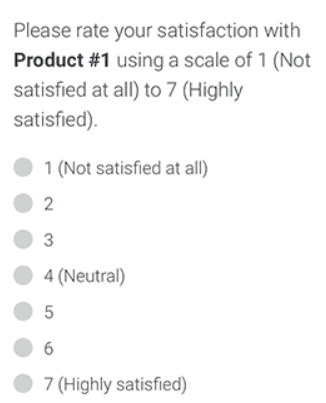 Please rate your satisfaction with
Product #1 using a scale of 1 (Not
satisfied at all) to 7 (Highly
satisfied).
1 (Not satisfied at all)
2
3
4 (Neutral)
5
6
7 (Highly satisfied)